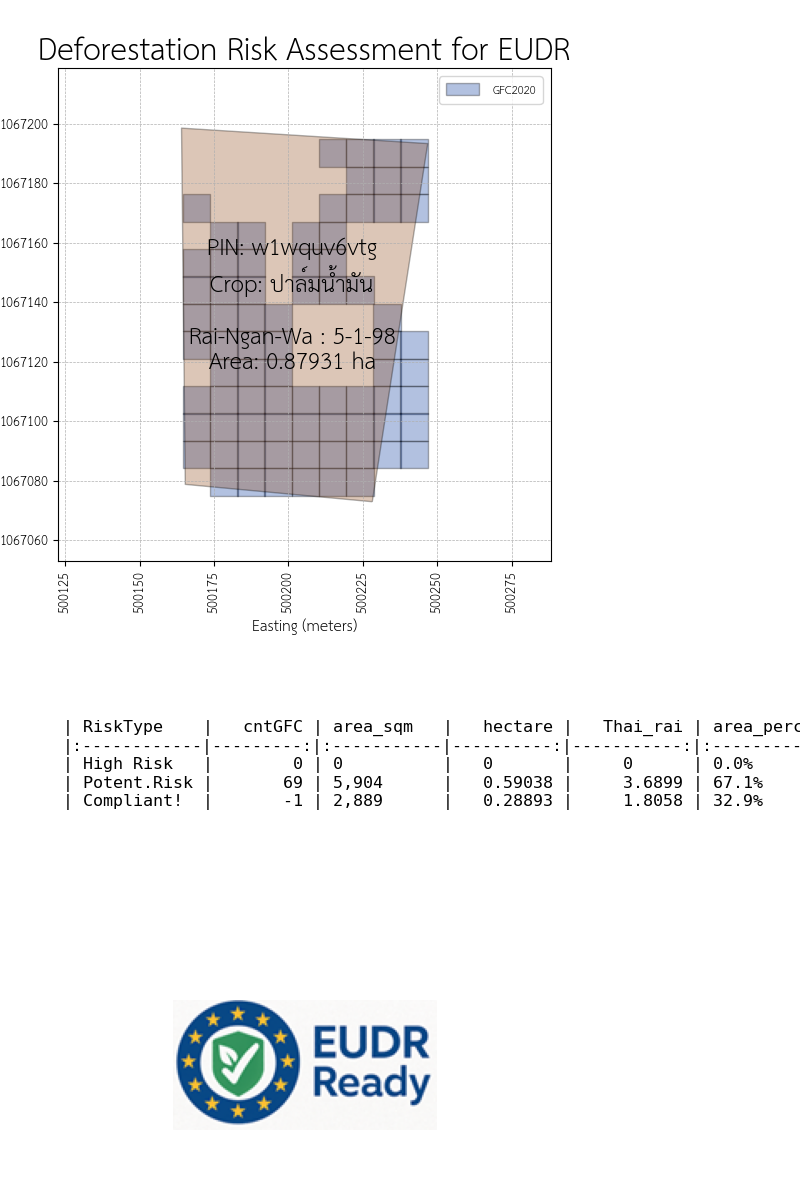 Deforestation Risk Assessment for EUDR
GFC2020
1067200
1067180
1067160
1067140
1067120
1067100
1067080
1067060
PIN: w1wquv6vtg
Crop: ปาล์มน้ำมัน
Rai-Ngan-Wa : 5-1-98
Area: 0.87931 ha
500125
500150
500175
500200
500225
500250
500275
Easting (meters)
| RiskType    |   cntGFC | area_sqm   |   hectare |   Thai_rai | area_perc
|:------------|---------:|:-----------|----------:|-----------:|:---------
| High Risk   |        0 | 0          |   0       |     0      | 0.0%
| Potent.Risk |       69 | 5,904      |   0.59038 |     3.6899 | 67.1%
| Compliant!  |       -1 | 2,889      |   0.28893 |     1.8058 | 32.9%
EUDR
Ready